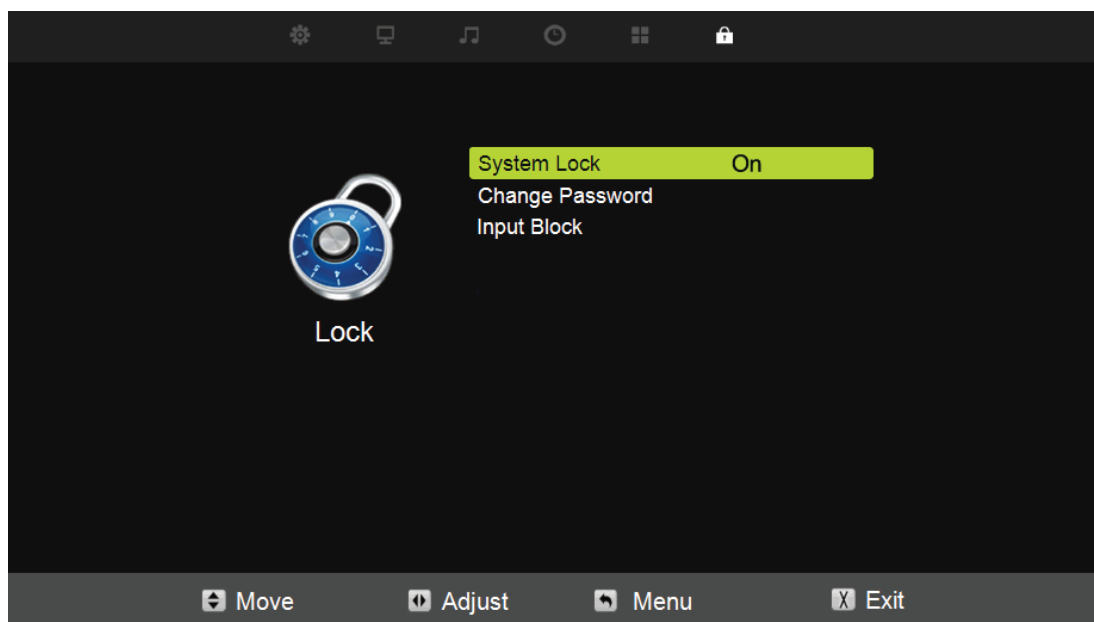 System Lock On
Change Password
Input Block
Lock
Move Adjust Menu X Exit